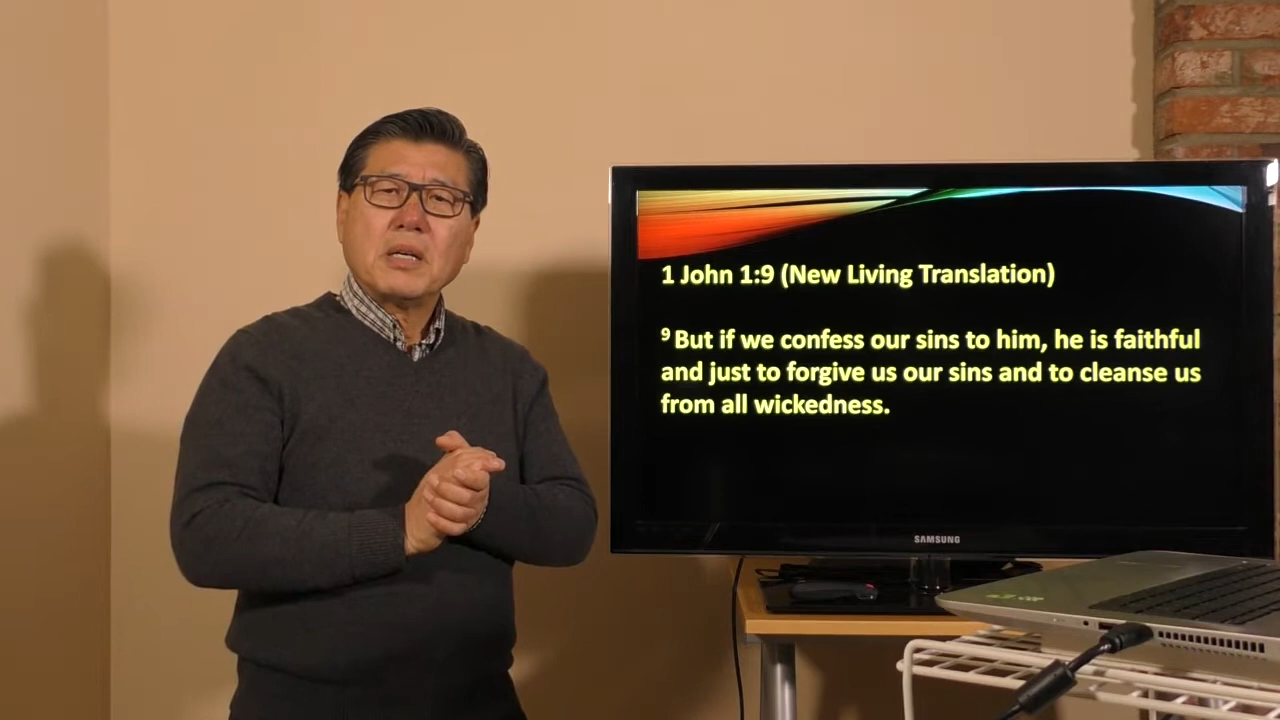 1 John 1:9 (New Living Translation)
9 But if we confess our sins to him, he is faithful
and just to forgive us our sins and to cleanse us
from all wickedness.
SAMSUNG